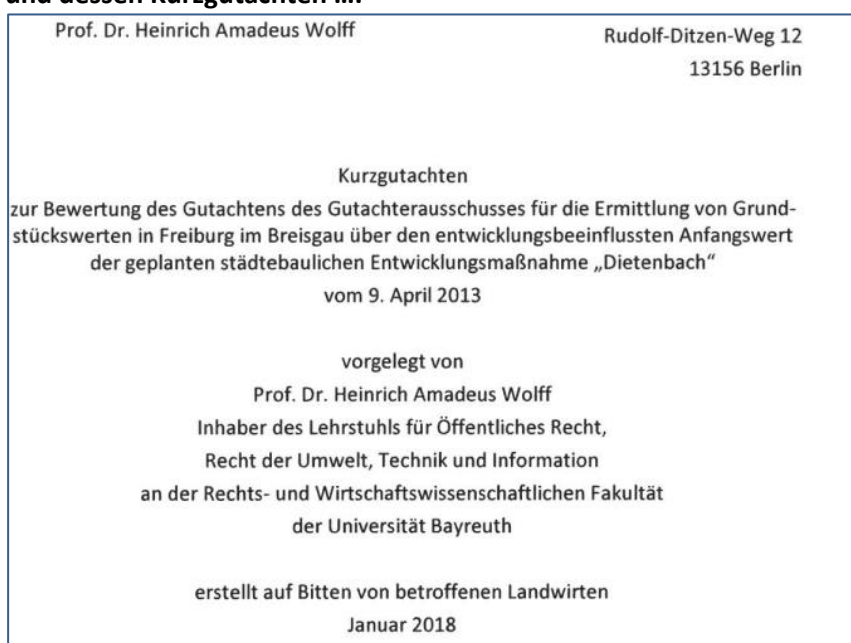 und dessen Kurzgutachten ....
Prof. Dr. Heinrich Amadeus Wolff
Rudolf-Ditzen-Weg 12
13156 Berlin
Kurzgutachten
zur Bewertung des Gutachtens des Gutachterausschusses für die Ermittlung von Grund-
stückswerten in Freiburg im Breisgau über den entwicklungsbeeinflussten Anfangswert
der geplanten städtebaulichen Entwicklungsmaßnahme „Dietenbach“
vom 9. April 2013
vorgelegt von
Prof. Dr. Heinrich Amadeus Wolff
Inhaber des Lehrstuhls für Öffentliches Recht,
Recht der Umwelt, Technik und Information
an der Rechts- und Wirtschaftswissenschaftlichen Fakultät
der Universität Bayreuth
erstellt auf Bitten von betroffenen Landwirten
Januar 2018